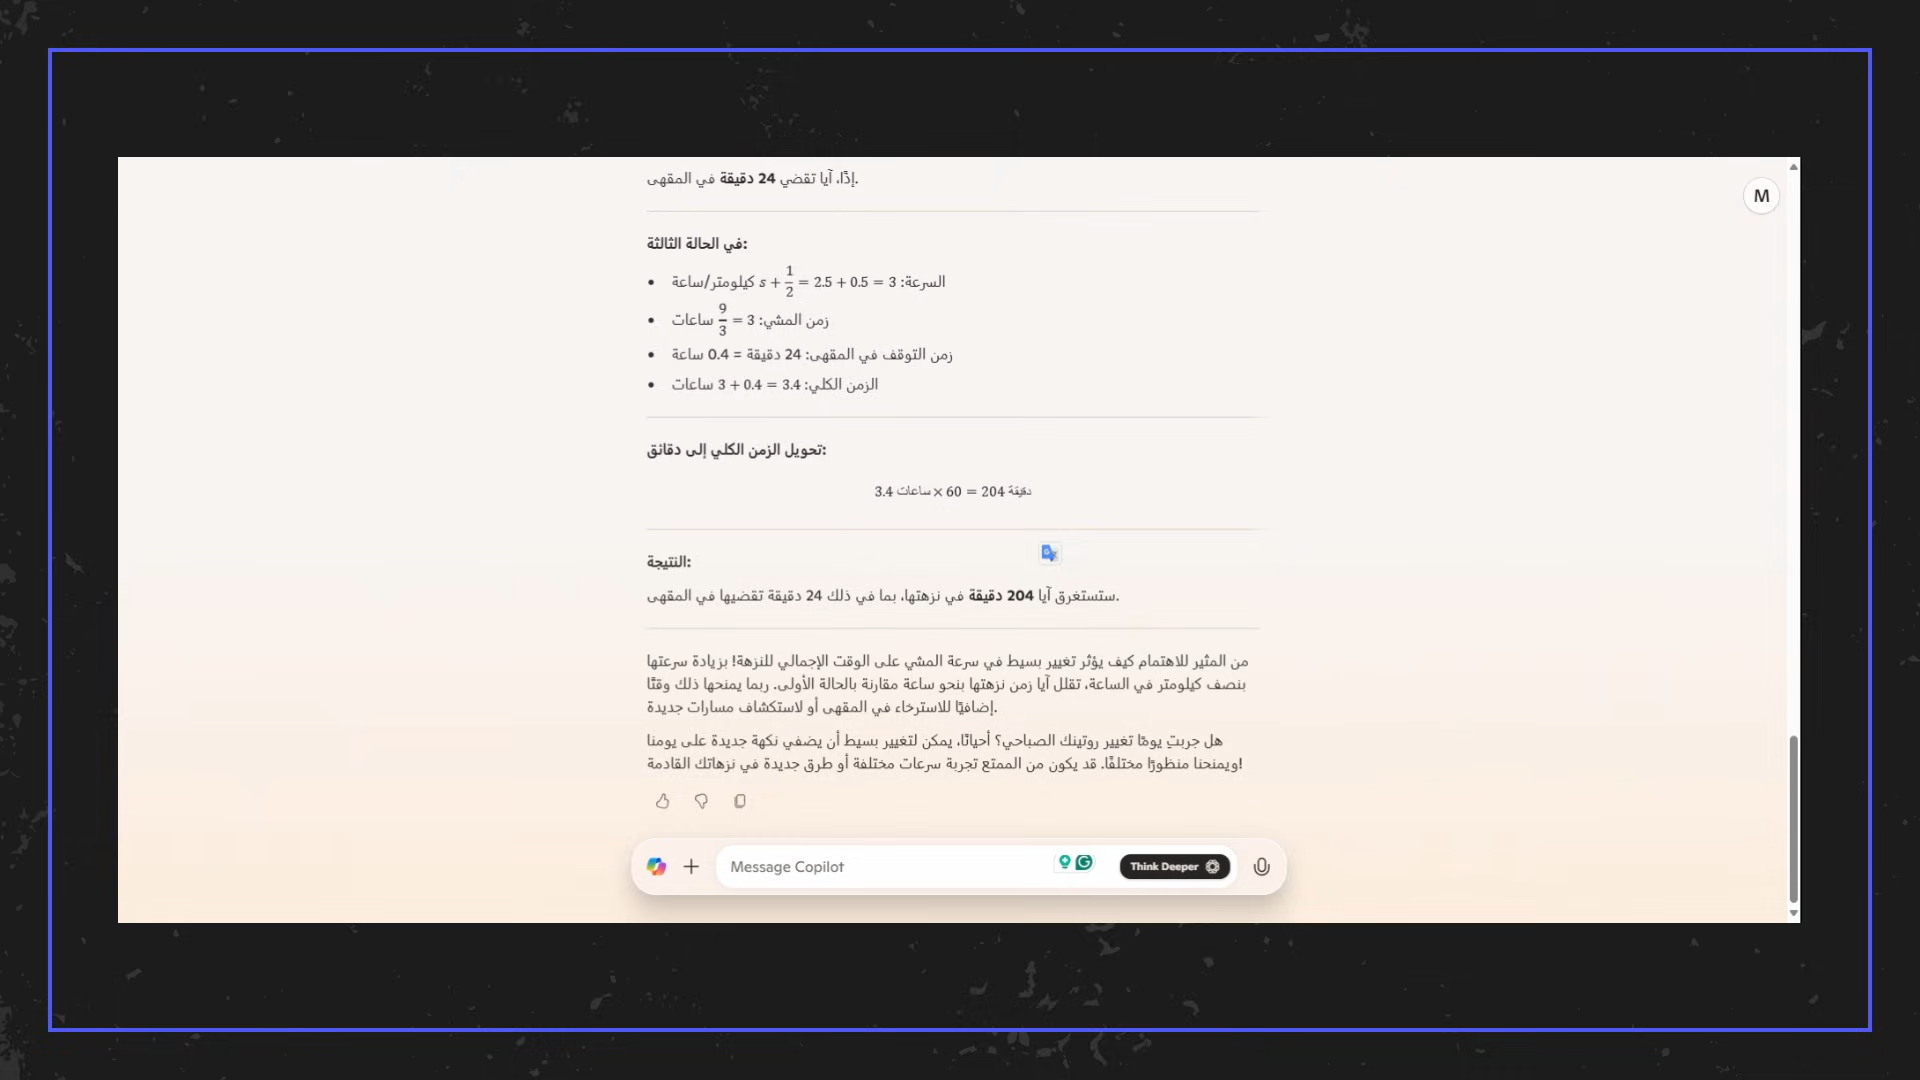 إذًا، آيا تقضي 24 دقيقة في المقهى.
M
في الحالة الثالثة:
السرعة: s + 1/2 = 2.5 + 0.5 = 3 كيلومتر/ساعة
زمن المشي: 9/3 = 3 ساعات
زمن التوقف في المقهى: 24 دقيقة = 0.4 ساعة
الزمن الكلي: 3 + 0.4 = 3.4 ساعات
تحويل الزمن الكلي إلى دقائق:
3.4 ساعات × 60 = 204 دقيقة
النتيجة:
ستستغرق آيا 204 دقيقة في نزهتها، بما في ذلك 24 دقيقة تقضيها في المقهى.
من المثير للاهتمام كيف يؤثر تغيير بسيط في سرعة المشي على الوقت الإجمالي للنزهة! بزيادة سرعتها
بنصف كيلومتر في الساعة، تقلل آيا زمن نزهتها بنحو ساعة مقارنة بالحالة الأولى. ربما يمنحها ذلك وقتًا
إضافيًا للاسترخاء في المقهى أو لاستكشاف مسارات جديدة.
هل جربتِ يومًا تغيير روتينك الصباحي؟ أحيانًا، يمكن لتغيير بسيط أن يضفي نكهة جديدة على يومنا
ويمنحنا منظورًا مختلفًا. قد يكون من الممتع تجربة سرعات مختلفة أو طرق جديدة في نزهاتك القادمة!
Message Copilot
Think Deeper